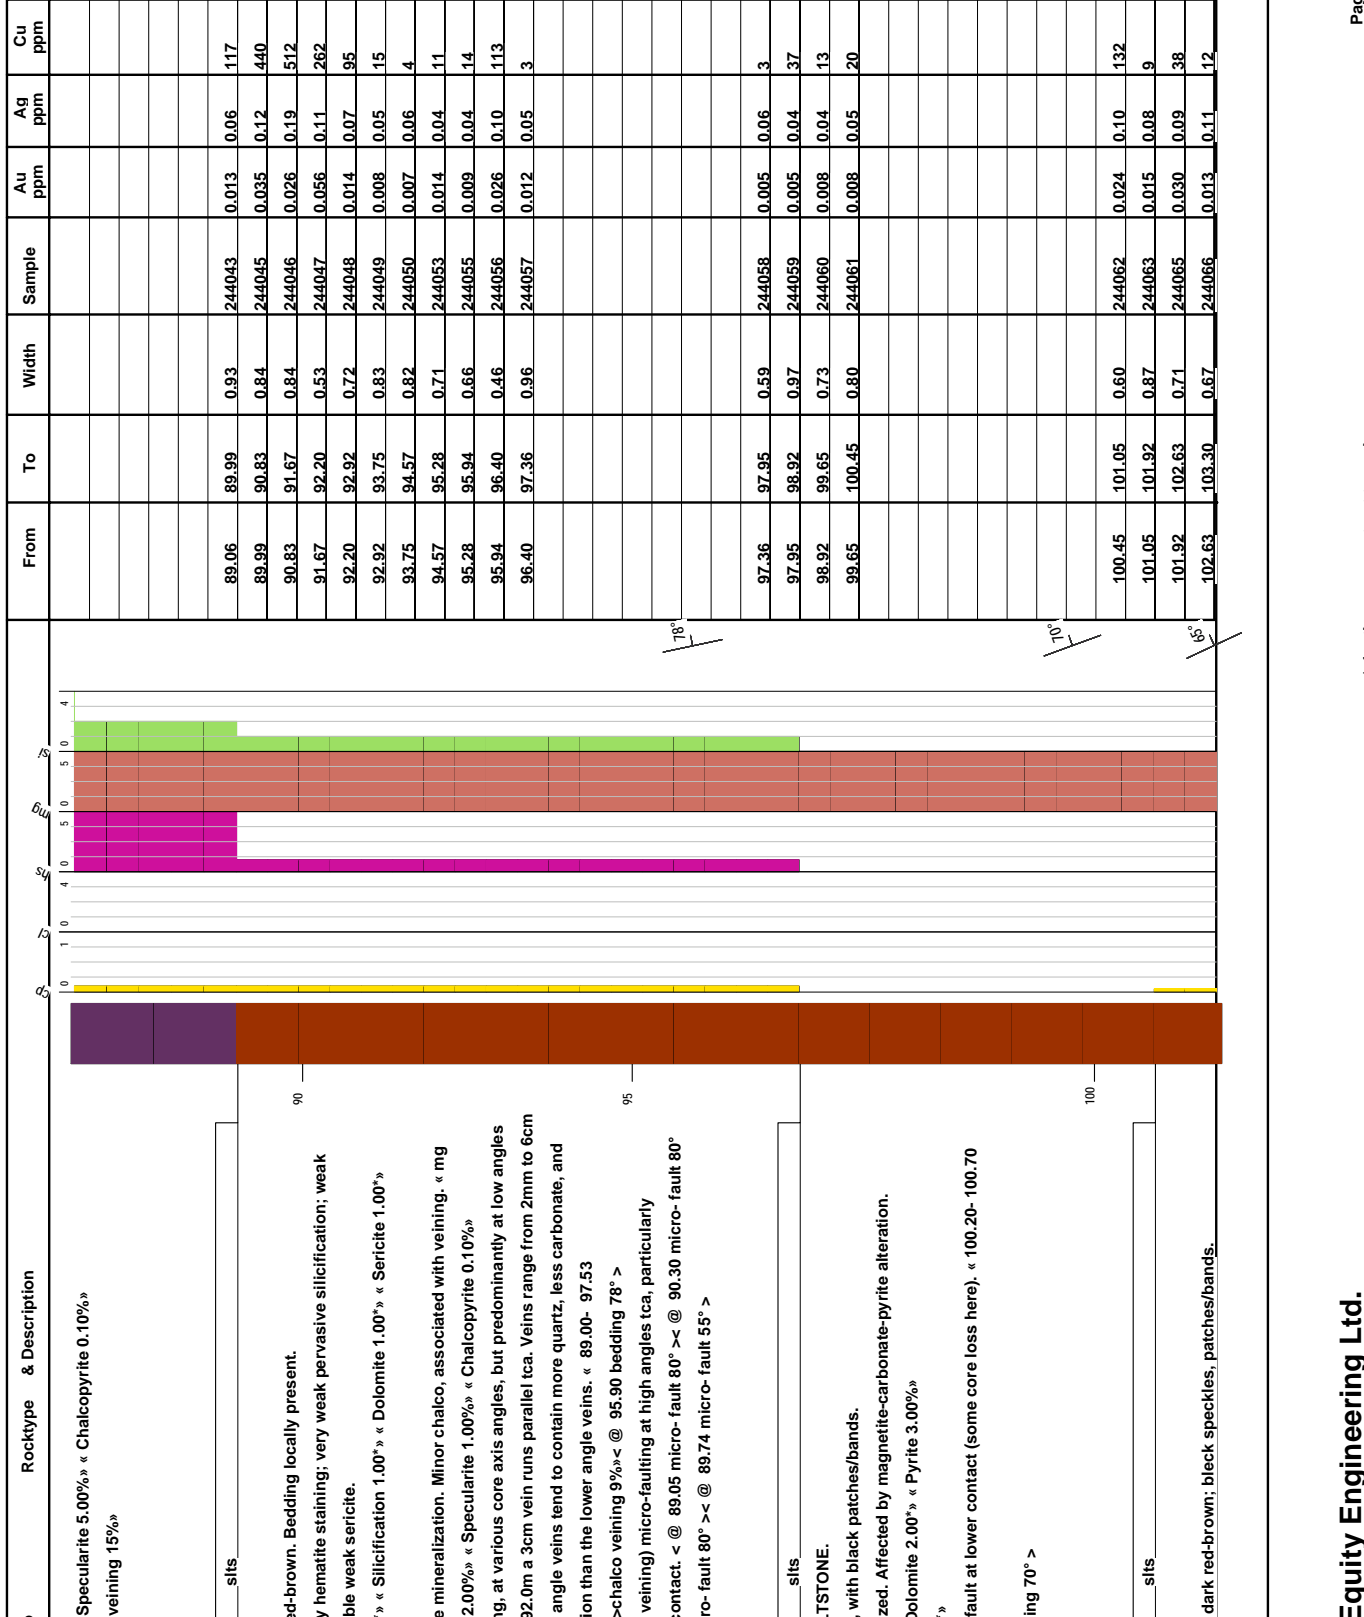 Rocktype & Description From To Width Sample Au ppm Ag ppm Cu ppm
cp cl hs mg si
0 1 0 4 0 5 0 5 0 4
Specularite 5.00%» « Chalcopyrite 0.10%»
veining 15%»
slts 89.06 89.99 0.93 244043 0.013 0.06 117
89.99 90.83 0.84 244045 0.035 0.12 440
ed-brown. Bedding locally present. 90 90.83 91.67 0.84 244046 0.026 0.19 512
y hematite staining; very weak pervasive silicification; weak 91.67 92.20 0.53 244047 0.056 0.11 262
ble weak sericite. 92.20 92.92 0.72 244048 0.014 0.07 95
*» « Silicification 1.00*» « Dolomite 1.00*» « Sericite 1.00*» 92.92 93.75 0.83 244049 0.008 0.05 15
93.75 94.57 0.82 244050 0.007 0.06 4
e mineralization. Minor chalco, associated with veining. « mg 94.57 95.28 0.71 244053 0.014 0.04 11
2.00%» « Specularite 1.00%» « Chalcopyrite 0.10%» 95.28 95.94 0.66 244055 0.009 0.04 14
ng, at various core axis angles, but predominantly at low angles 95.94 96.40 0.46 244056 0.026 0.10 113
92.0m a 3cm vein runs parallel tca. Veins range from 2mm to 6cm 96.40 97.36 0.96 244057 0.012 0.05 3
angle veins tend to contain more quartz, less carbonate, and
ion than the lower angle veins. « 89.00- 97.53
>chalco veining 9%»< @ 95.90 bedding 78° > 95
veining) micro-faulting at high angles tca, particularly
contact. < @ 89.05 micro- fault 80° >< @ 90.30 micro- fault 80° 78°
ro- fault 80° >< @ 89.74 micro- fault 55° >
97.36 97.95 0.59 244058 0.005 0.06 3
slts 97.95 98.92 0.97 244059 0.005 0.04 37
LTSTONE. 98.92 99.65 0.73 244060 0.008 0.04 13
, with black patches/bands. 99.65 100.45 0.80 244061 0.008 0.05 20
zed. Affected by magnetite-carbonate-pyrite alteration.
Dolomite 2.00*» « Pyrite 3.00%»
*»
fault at lower contact (some core loss here). « 100.20- 100.70
ing 70° > 70°
100
100.45 101.05 0.60 244062 0.024 0.10 132
slts 101.05 101.92 0.87 244063 0.015 0.08 9
101.92 102.63 0.71 244065 0.030 0.09 38
dark red-brown; bleck speckles, patches/bands. 65° 102.63 103.30 0.67 244066 0.013 0.11 12
Equity Engineering Ltd. Pag